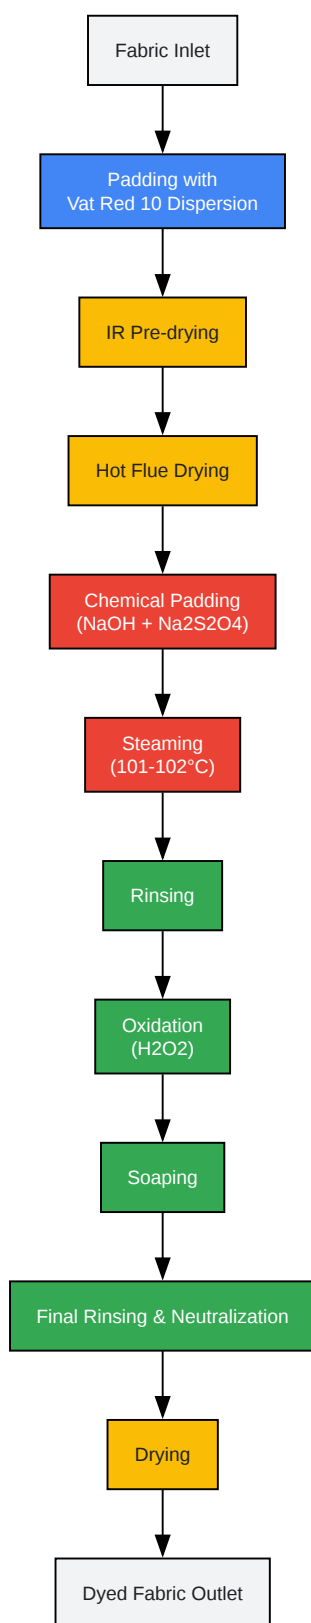 Fabric Inlet
Padding with
Vat Red 10 Dispersion
IR Pre-drying
Hot Flue Drying
Chemical Padding
(NaOH + Na2S2O4)
Steaming
(101-102°C)
Rinsing
Oxidation
(H2O2)
Soaping
Final Rinsing & Neutralization
Drying
Dyed Fabric Outlet